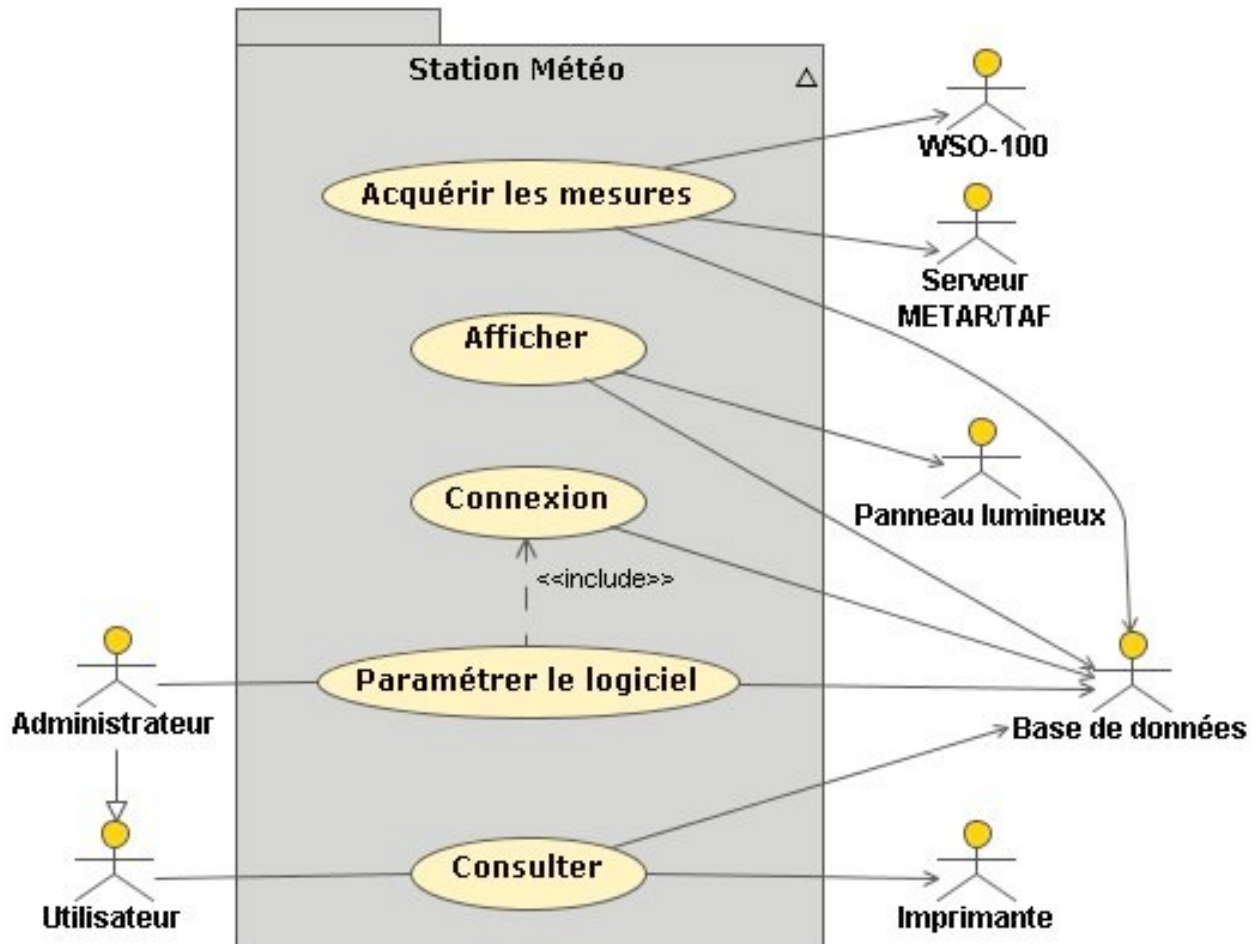 Station Météo
WSO-100
Acquérir les mesures
Serveur
METAR/TAF
Afficher
Connexion
Panneau lumineux
<<include>>
Paramétrer le logiciel
Administrateur
Base de données
Consulter
Utilisateur
Imprimante